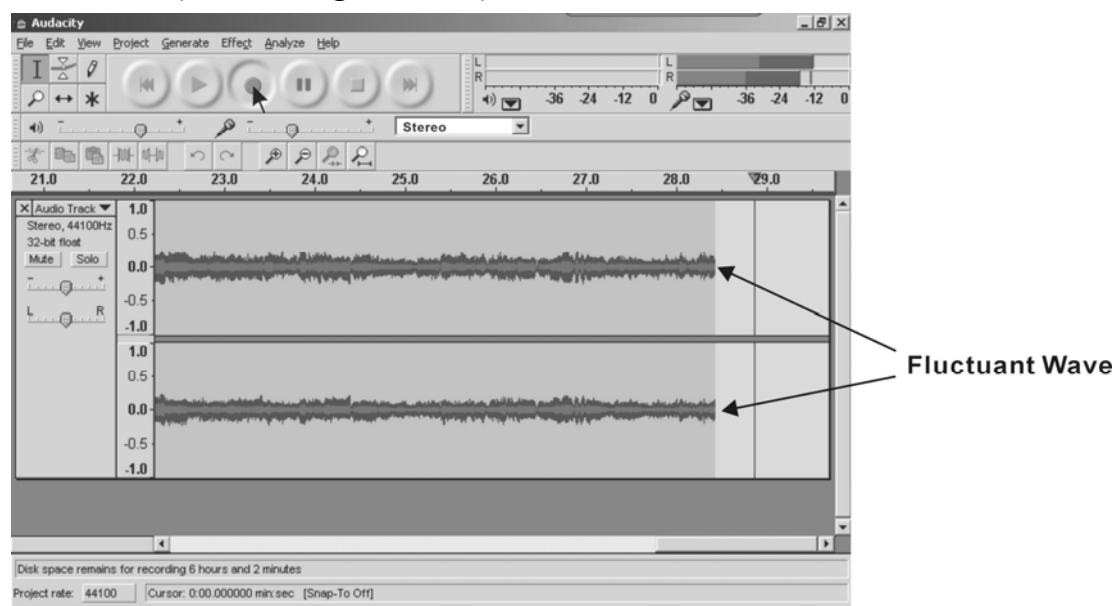 Audacity
File Edit View Project Generate Effect Analyze Help
L
R
-36 -24 -12 0
L
R
-36 -24 -12 0
- +
- +
Stereo
21.0 22.0 23.0 24.0 25.0 26.0 27.0 28.0 29.0
Audio Track
Stereo, 44100Hz
32-bit float
Mute Solo
- +
L R
1.0
0.5
0.0
-0.5
-1.0
1.0
0.5
0.0
-0.5
-1.0
Fluctuant Wave
Disk space remains for recording 6 hours and 2 minutes
Project rate: 44100 Cursor: 0:00.000000 min:sec [Snap-To Off]